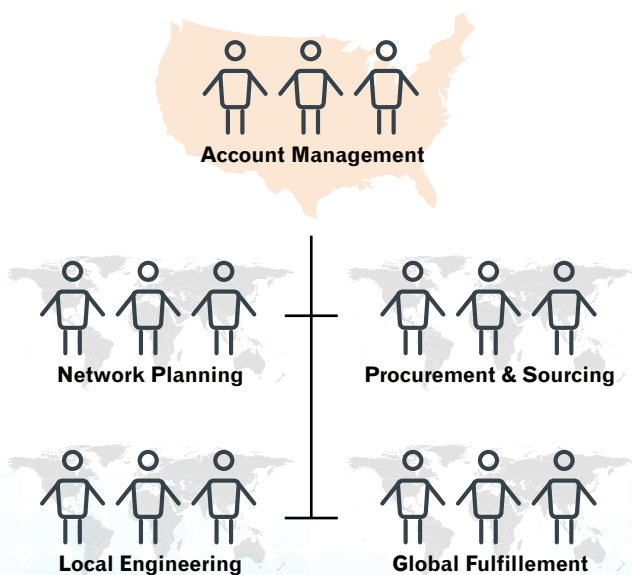 Account Management
Network Planning
Procurement & Sourcing
Local Engineering
Global Fulfillement